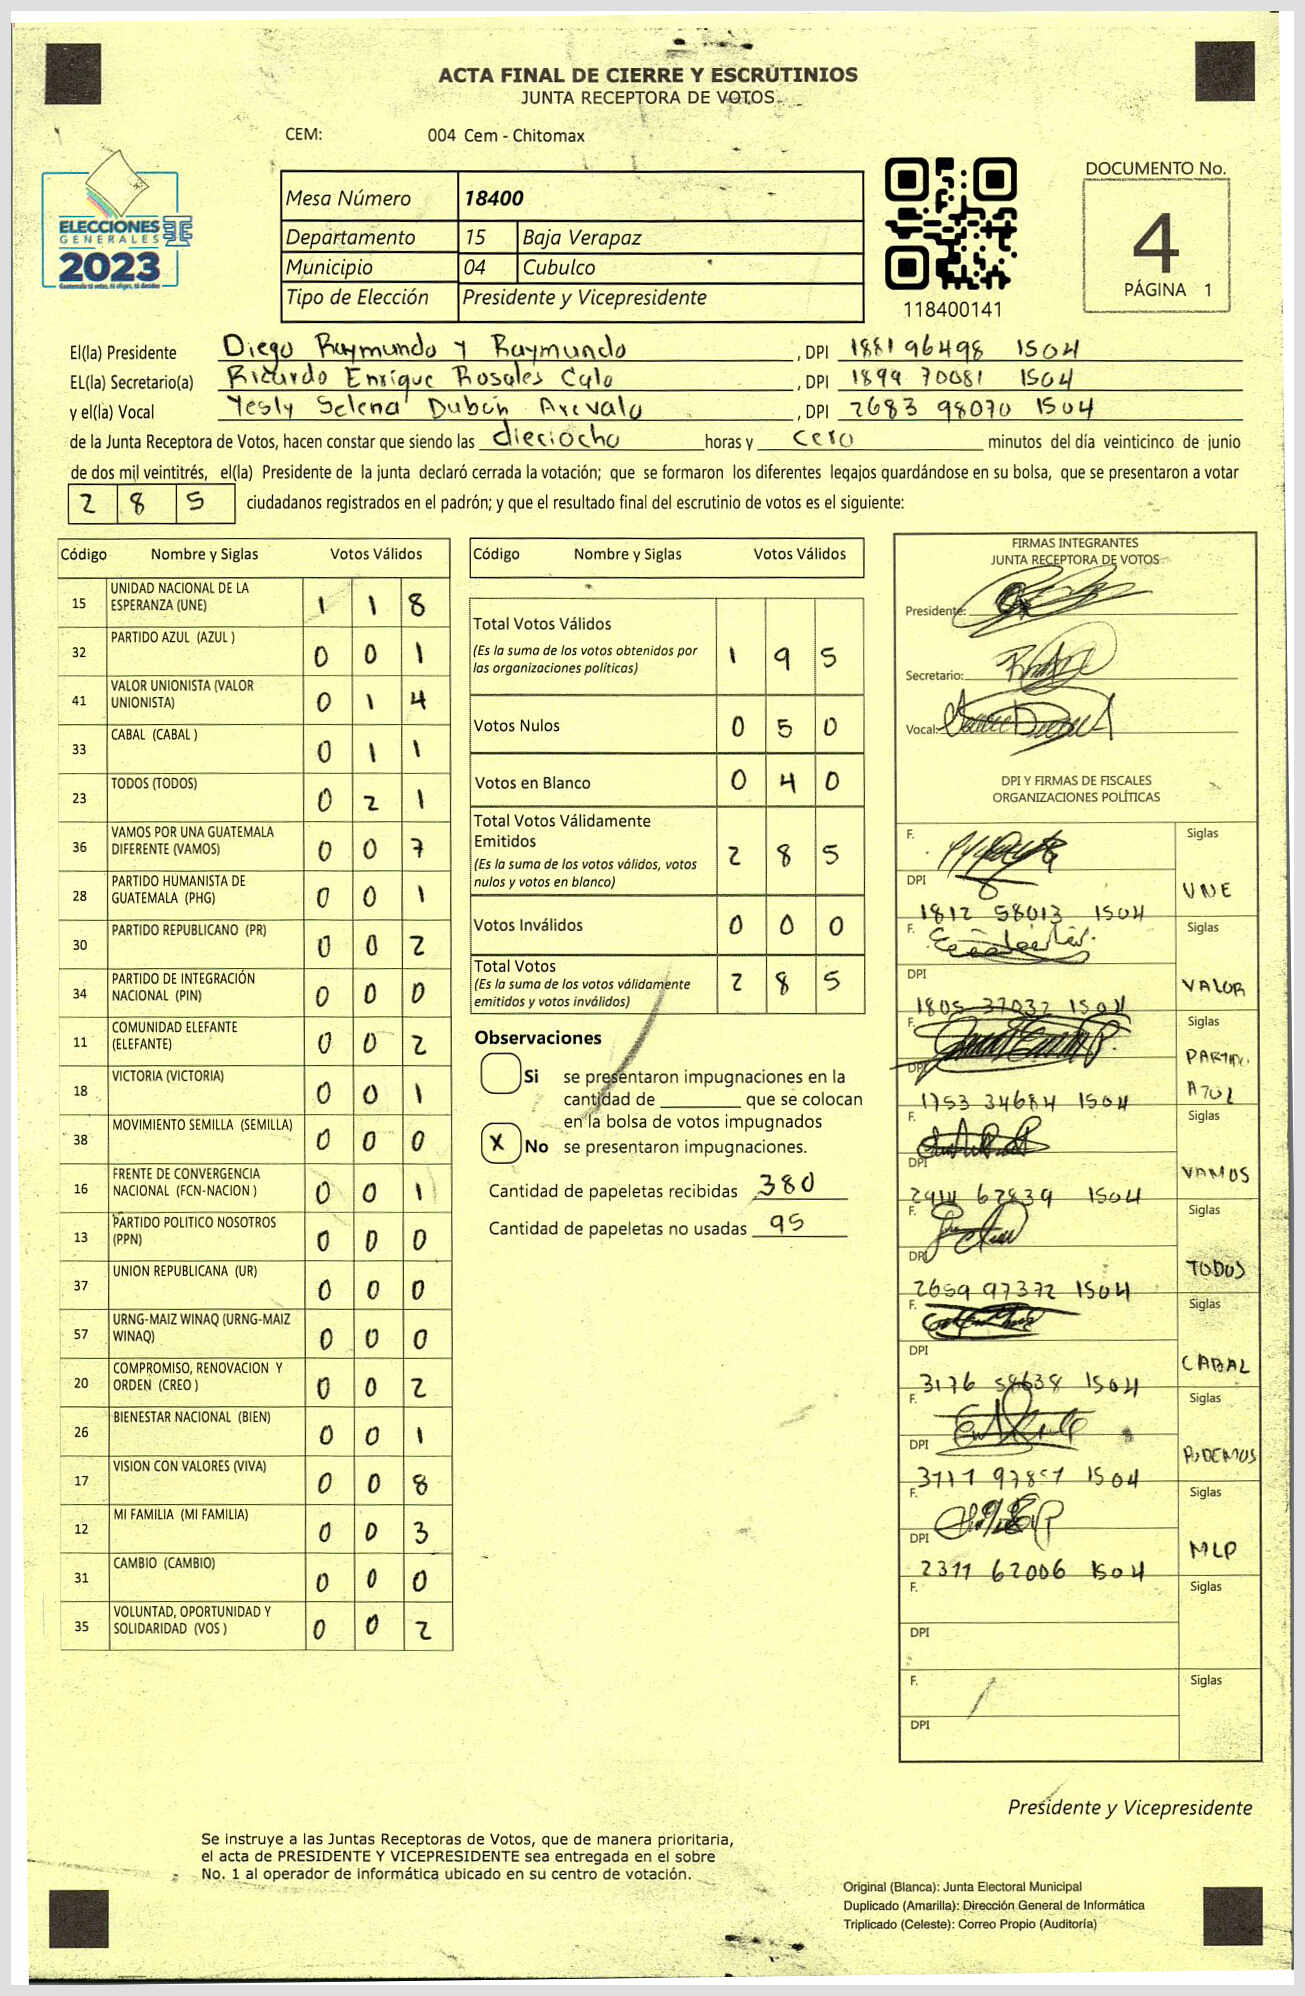 ACTA FINAL DE CIERRE Y ESCRUTINIOS
JUNTA RECEPTORA DE VOTOS
CEM: 004 Cem - Chitomax
ELECCIONES
GENERALES
2023
Guatemala tú votas, tú eliges, tú decides
Mesa Número 18400
Departamento 15 Baja Verapaz
Municipio 04 Cubulco
Tipo de Elección Presidente y Vicepresidente
118400141
DOCUMENTO No.
4
PÁGINA 1
El(la) Presidente Diego Raymundo y Raymundo , DPI 1881 96498 1504
EL(la) Secretario(a) Ricardo Enrique Rosales Calo , DPI 1899 70081 1504
y el(la) Vocal Yesly Selena Dubón Arevalo , DPI 2683 98070 1504
de la Junta Receptora de Votos, hacen constar que siendo las dieciocho horas y cero minutos del día veinticinco de junio
de dos mil veintitrés, el(la) Presidente de la junta declaró cerrada la votación; que se formaron los diferentes legajos guardándose en su bolsa, que se presentaron a votar
2 8 5 ciudadanos registrados en el padrón; y que el resultado final del escrutinio de votos es el siguiente:
Código Nombre y Siglas Votos Válidos
15 UNIDAD NACIONAL DE LA ESPERANZA (UNE) 1 1 8
32 PARTIDO AZUL (AZUL ) 0 0 1
41 VALOR UNIONISTA (VALOR UNIONISTA) 0 1 4
33 CABAL (CABAL ) 0 1 1
23 TODOS (TODOS) 0 2 1
36 VAMOS POR UNA GUATEMALA DIFERENTE (VAMOS) 0 0 7
28 PARTIDO HUMANISTA DE GUATEMALA (PHG) 0 0 1
30 PARTIDO REPUBLICANO (PR) 0 0 2
34 PARTIDO DE INTEGRACIÓN NACIONAL (PIN) 0 0 0
11 COMUNIDAD ELEFANTE (ELEFANTE) 0 0 2
18 VICTORIA (VICTORIA) 0 0 1
38 MOVIMIENTO SEMILLA (SEMILLA) 0 0 0
16 FRENTE DE CONVERGENCIA NACIONAL (FCN-NACION ) 0 0 1
13 PARTIDO POLITICO NOSOTROS (PPN) 0 0 0
37 UNION REPUBLICANA (UR) 0 0 0
57 URNG-MAIZ WINAQ (URNG-MAIZ WINAQ) 0 0 0
20 COMPROMISO, RENOVACION Y ORDEN (CREO ) 0 0 2
26 BIENESTAR NACIONAL (BIEN) 0 0 1
17 VISION CON VALORES (VIVA) 0 0 8
12 MI FAMILIA (MI FAMILIA) 0 0 3
31 CAMBIO (CAMBIO) 0 0 0
35 VOLUNTAD, OPORTUNIDAD Y SOLIDARIDAD (VOS ) 0 0 2
Código Nombre y Siglas Votos Válidos
Total Votos Válidos
(Es la suma de los votos obtenidos por
las organizaciones politicas) 1 9 5
Votos Nulos 0 5 0
Votos en Blanco 0 4 0
Total Votos Válidamente
Emitidos
(Es la suma de los votos válidos, votos
nulos y votos en blanco) 2 8 5
Votos Inválidos 0 0 0
Total Votos
(Es la suma de los votos válidamente
emitidos y votos inválidos) 2 8 5
Observaciones
Si se presentaron impugnaciones en la
cantidad de ________ que se colocan
en la bolsa de votos impugnados
X No se presentaron impugnaciones.
Cantidad de papeletas recibidas 380
Cantidad de papeletas no usadas 95
FIRMAS INTEGRANTES
JUNTA RECEPTORA DE VOTOS
Presidente:
Secretario:
Vocal:
DPI Y FIRMAS DE FISCALES
ORGANIZACIONES POLÍTICAS
F. Siglas
DPI 1812 58013 1504 UNE
F. Siglas
DPI 1805 37032 1504 VALOR
F. Siglas
DPI 1753 34684 1504 PARTIDO AZUL
F. Siglas
DPI 62839 1504 VAMOS
F. Siglas
DPI 2659 97372 1504 TODOS
F. Siglas
DPI 3176 58638 1504 CABAL
F. Siglas
DPI 1504 PODEMOS
F. Siglas
DPI 2311 62006 1504 MLP
F. Siglas
DPI
F. Siglas
DPI
Presidente y Vicepresidente
Se instruye a las Juntas Receptoras de Votos, que de manera prioritaria,
el acta de PRESIDENTE Y VICEPRESIDENTE sea entregada en el sobre
No. 1 al operador de informática ubicado en su centro de votación.
Original (Blanca): Junta Electoral Municipal
Duplicado (Amarilla): Dirección General de Informática
Triplicado (Celeste): Correo Propio (Auditoría)